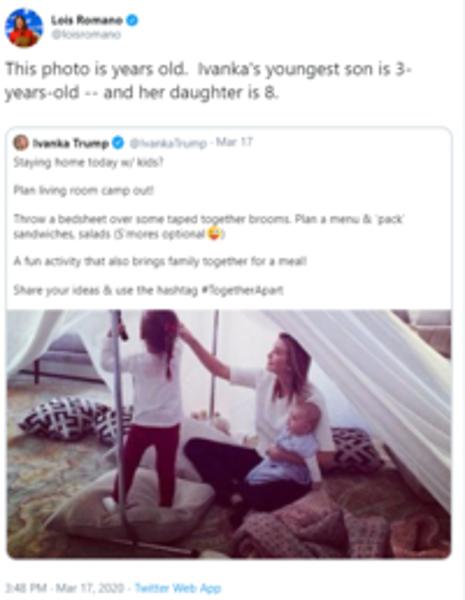 Lois Romano
@loisromano
This photo is years old. Ivanka's youngest son is 3-
years-old -- and her daughter is 8.
Ivanka Trump @IvankaTrump · Mar 17
Staying home today w/ kids?
Plan living room camp out!
Throw a bedsheet over some taped together brooms. Plan a menu & 'pack'
sandwiches, salads (S'mores optional 😜)
A fun activity that also brings family together for a meal!
Share your ideas & use the hashtag #TogetherApart
3:48 PM · Mar 17, 2020 · Twitter Web App